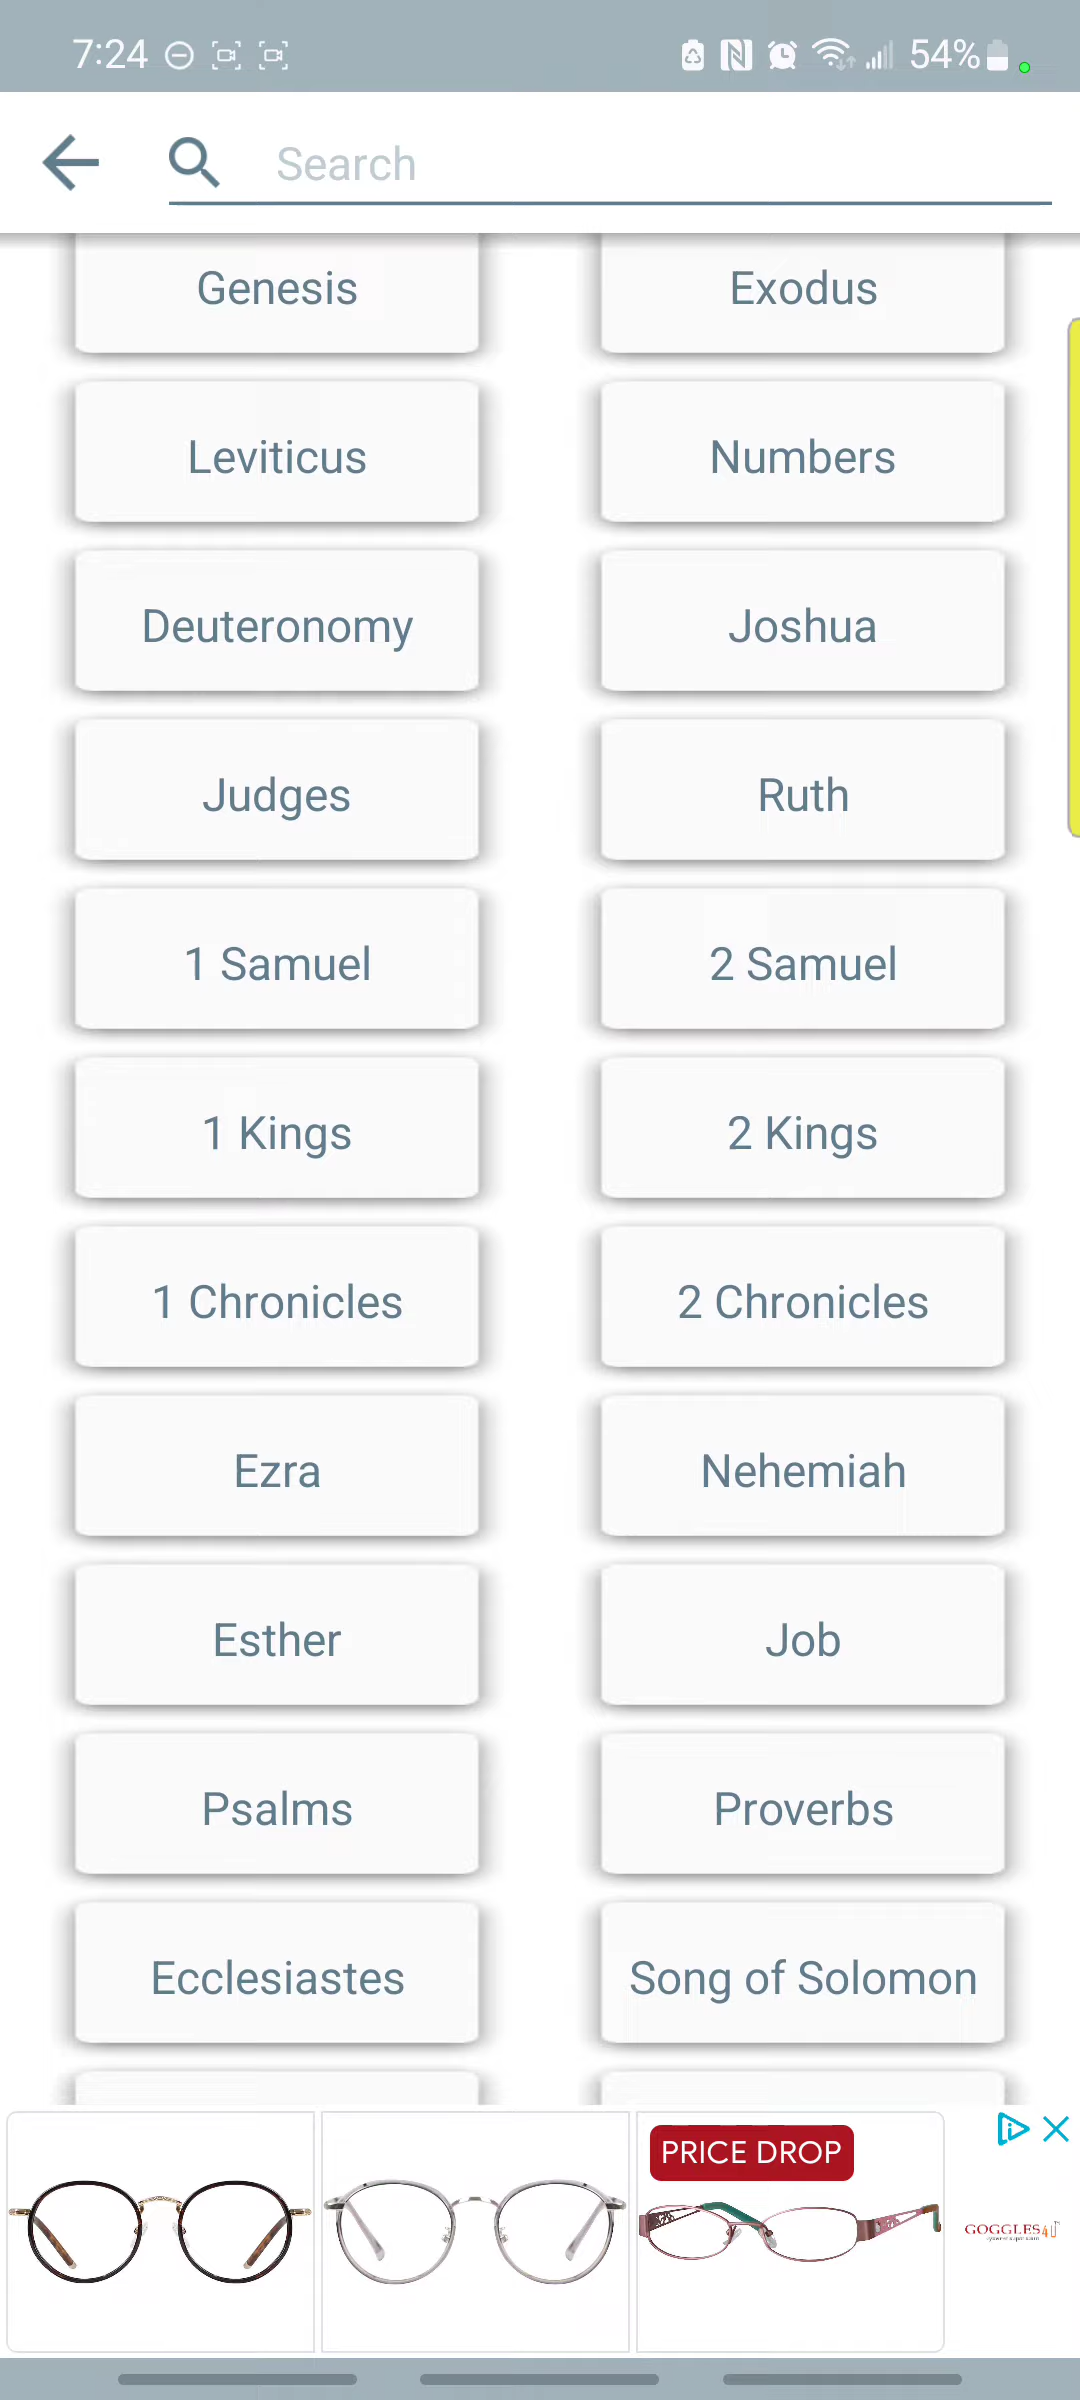 7:24
54%
Search
Genesis
Exodus
Leviticus
Numbers
Deuteronomy
Joshua
Judges
Ruth
1 Samuel
2 Samuel
1 Kings
2 Kings
1 Chronicles
2 Chronicles
Ezra
Nehemiah
Esther
Job
Psalms
Proverbs
Ecclesiastes
Song of Solomon
PRICE DROP
GOGGLES4U